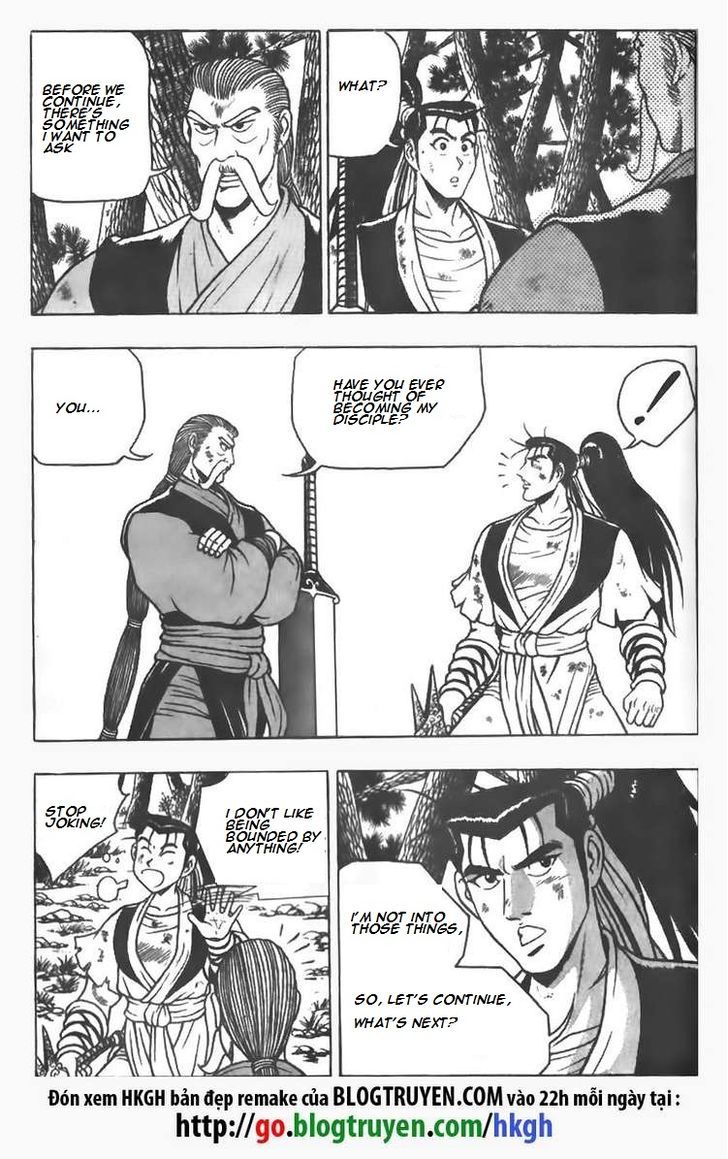 BEFORE WE
CONTINUE,
THERE'S
SOMETHING
I WANT TO
ASK
WHAT?
YOU...
HAVE YOU EVER
THOUGHT OF
BECOMING MY
DISCIPLE?
!
STOP
JOKING!
I DON'T LIKE
BEING
BOUNDED BY
ANYTHING!
I'M NOT INTO
THOSE THINGS,
SO, LET'S CONTINUE,
WHAT'S NEXT?
Đón xem HKGH bản đẹp remake của BLOGTRUYEN.COM vào 22h mỗi ngày tại :
http://go.blogtruyen.com/hkgh